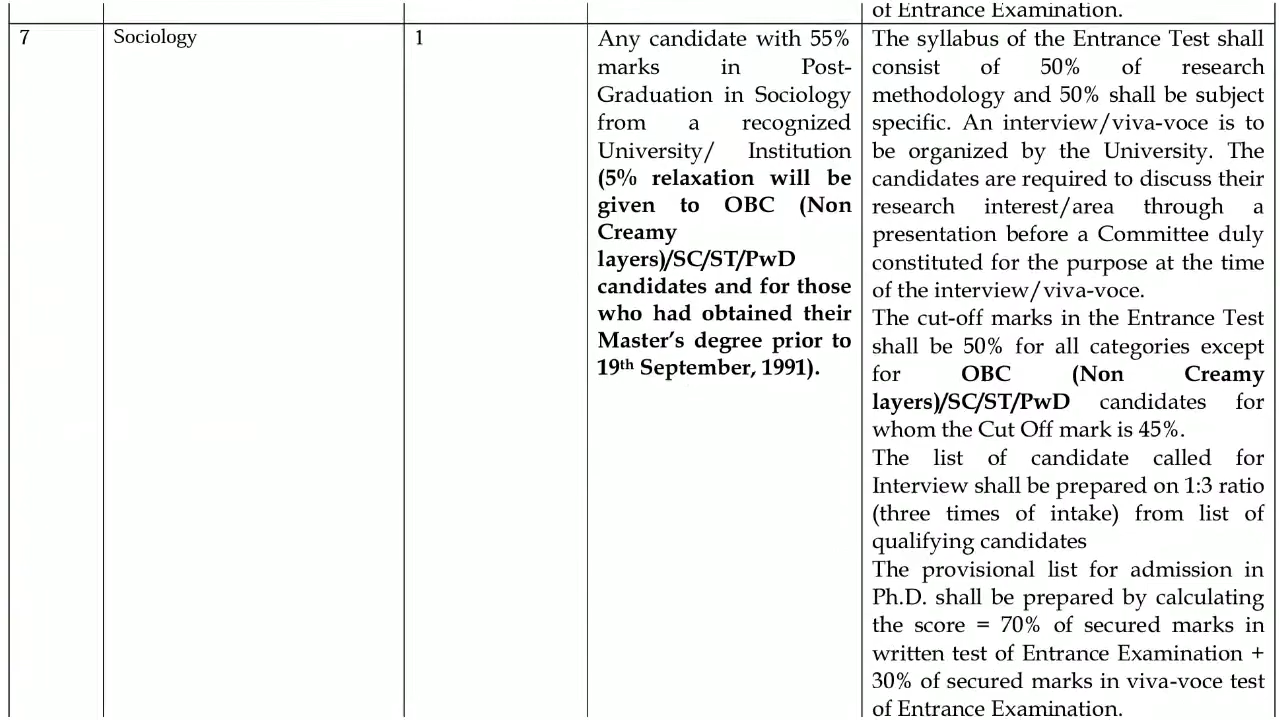 of Entrance Examination.
7
Sociology
1
Any candidate with 55%
marks in Post-
Graduation in Sociology
from a recognized
University/ Institution
(5% relaxation will be
given to OBC (Non
Creamy
layers)/SC/ST/PwD
candidates and for those
who had obtained their
Master's degree prior to
19th September, 1991).
The syllabus of the Entrance Test shall
consist of 50% of research
methodology and 50% shall be subject
specific. An interview/viva-voce is to
be organized by the University. The
candidates are required to discuss their
research interest/area through a
presentation before a Committee duly
constituted for the purpose at the time
of the interview/viva-voce.
The cut-off marks in the Entrance Test
shall be 50% for all categories except
for OBC (Non Creamy
layers)/SC/ST/PwD candidates for
whom the Cut Off mark is 45%.
The list of candidate called for
Interview shall be prepared on 1:3 ratio
(three times of intake) from list of
qualifying candidates
The provisional list for admission in
Ph.D. shall be prepared by calculating
the score = 70% of secured marks in
written test of Entrance Examination +
30% of secured marks in viva-voce test
of Entrance Examination.